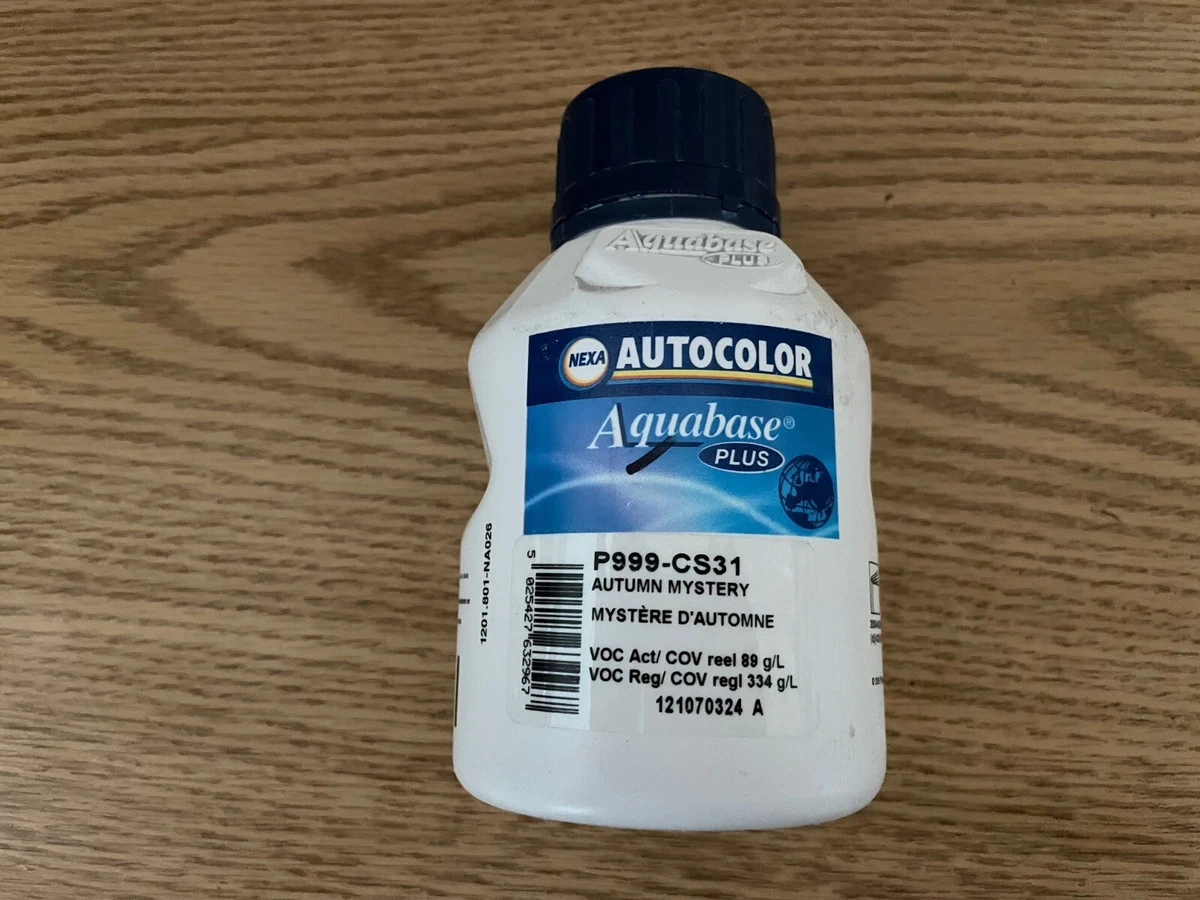 Aquabase
PLUS
NEXA AUTOCOLOR
Aquabase®
PLUS
1201.801-NA026
5 025427 632967
P999-CS31
AUTUMN MYSTERY
MYSTÈRE D'AUTOMNE
VOC Act/ COV reel 89 g/L
VOC Reg/ COV regl 334 g/L
121070324 A